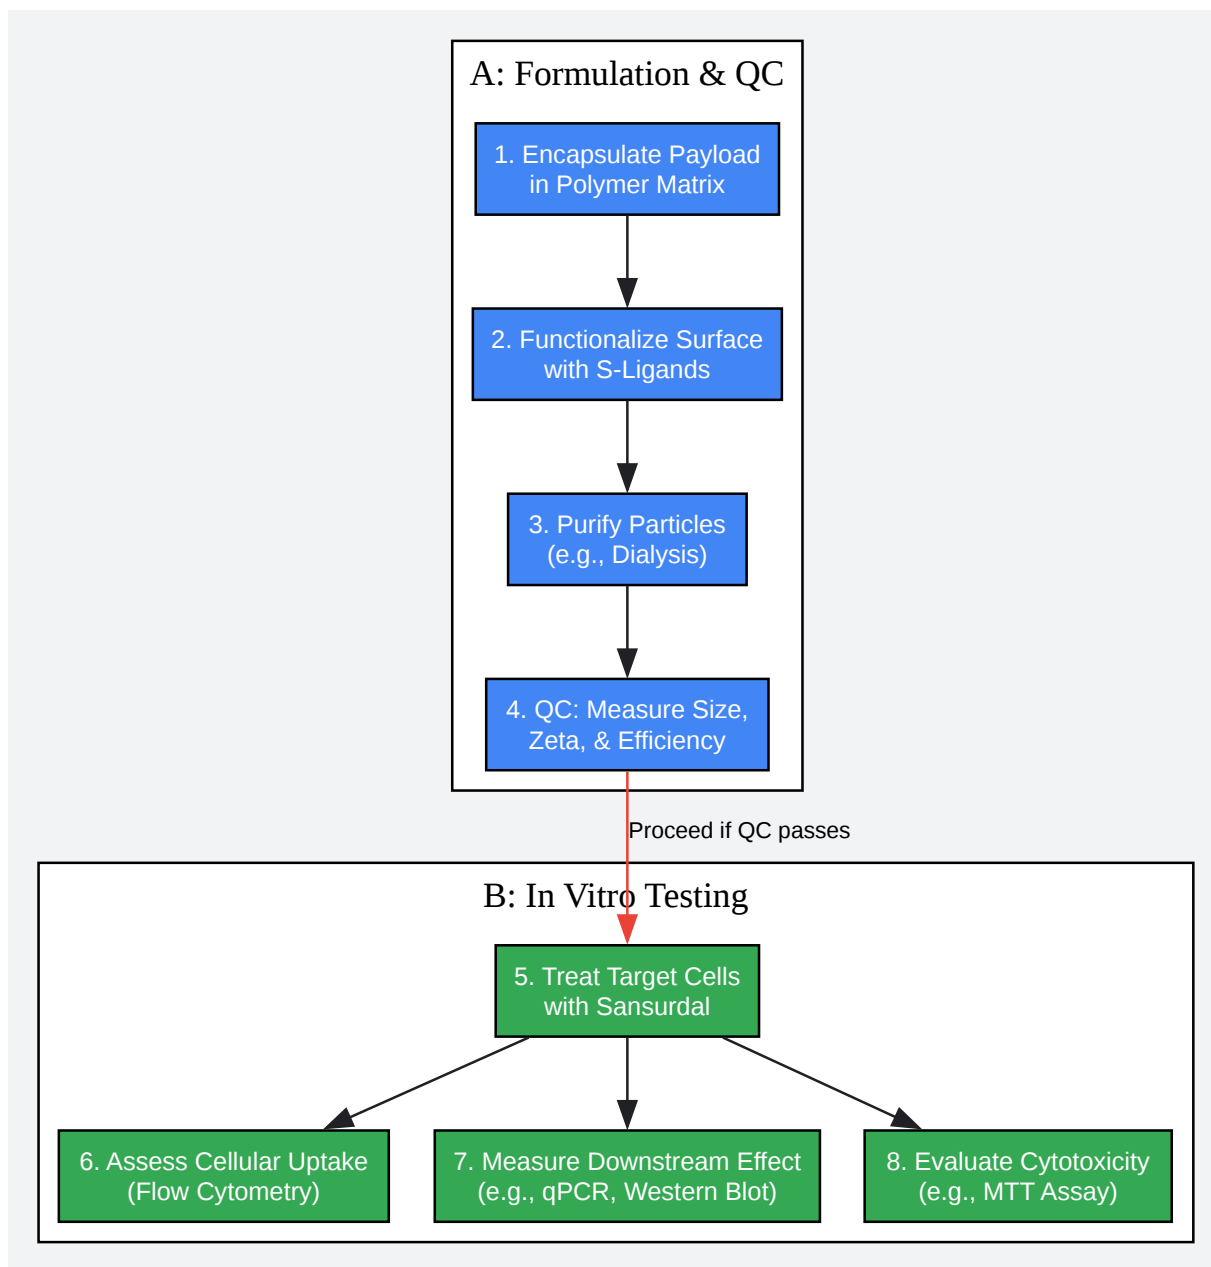 A: Formulation & QC
1. Encapsulate Payload
in Polymer Matrix
2. Functionalize Surface
with S-Ligands
3. Purify Particles
(e.g., Dialysis)
4. QC: Measure Size,
Zeta, & Efficiency
Proceed if QC passes
B: In Vitro Testing
5. Treat Target Cells
with Sansurdal
6. Assess Cellular Uptake
(Flow Cytometry)
7. Measure Downstream Effect
(e.g., qPCR, Western Blot)
8. Evaluate Cytotoxicity
(e.g., MTT Assay)